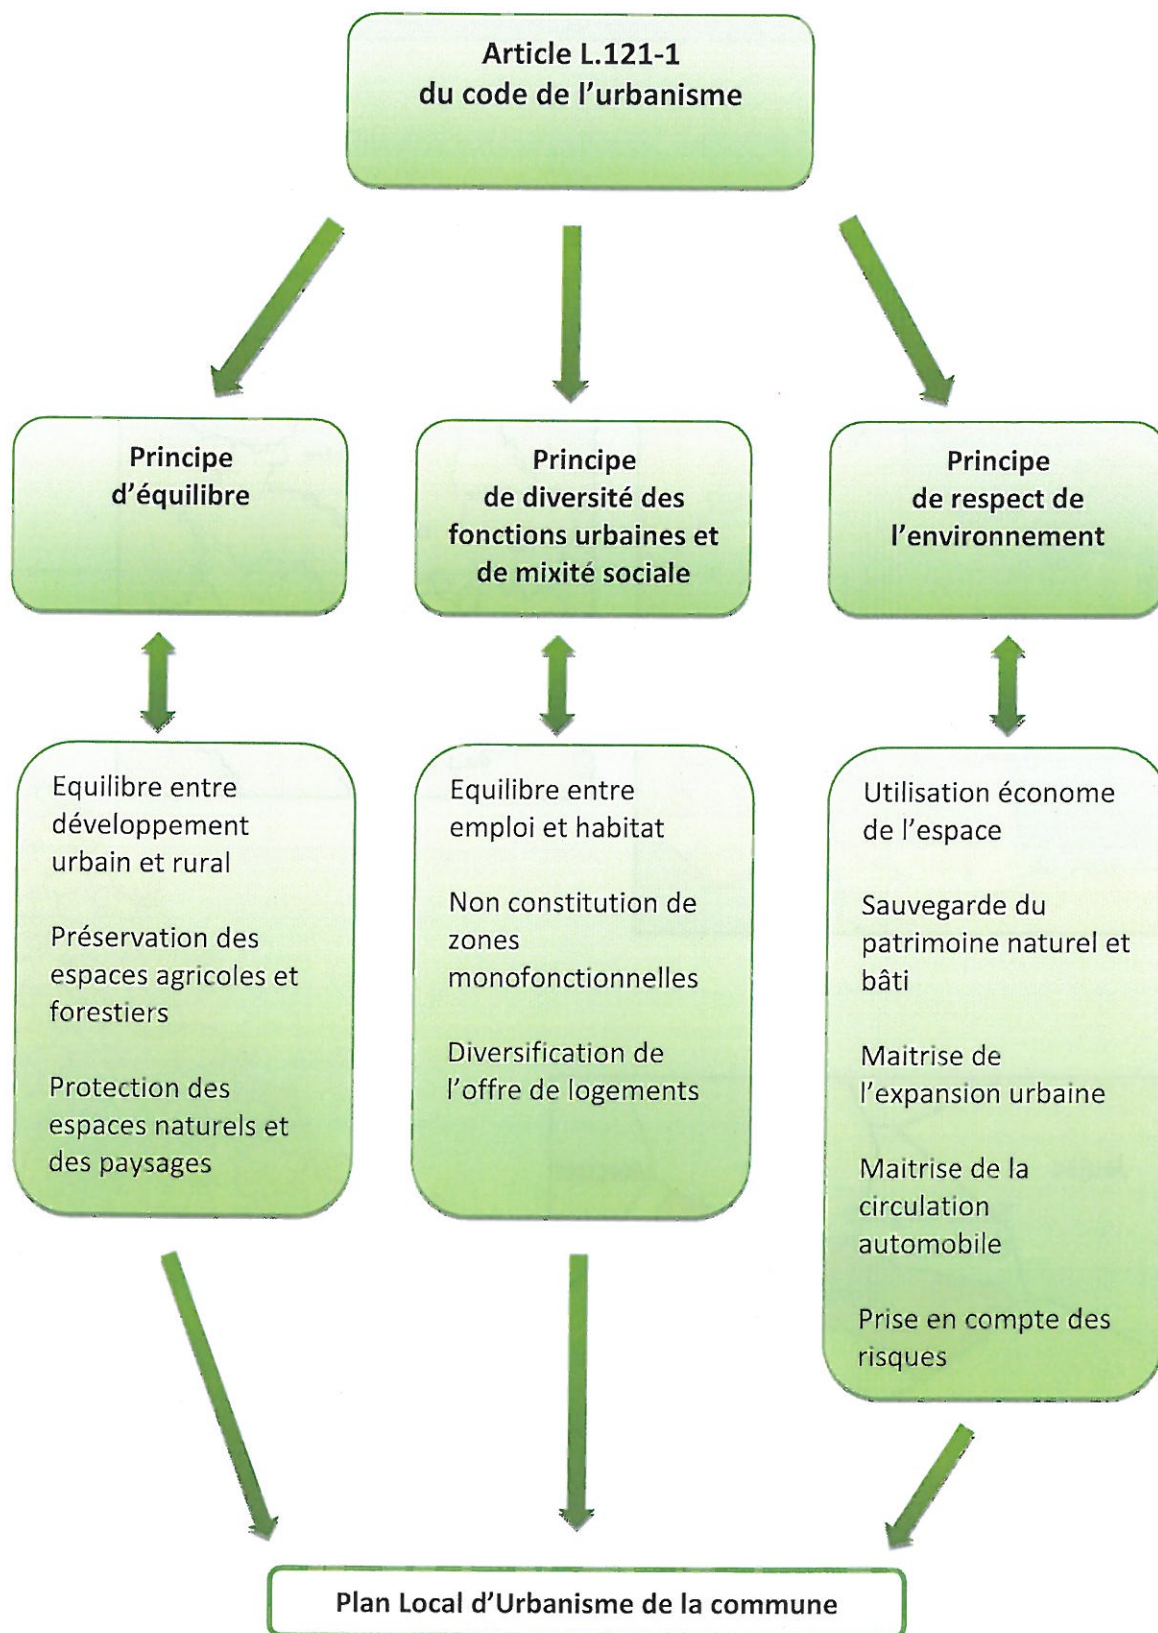 Article L.121-1
du code de l'urbanisme
Principe
d'équilibre
Principe
de diversité des
fonctions urbaines et
de mixité sociale
Principe
de respect de
l'environnement
Equilibre entre
développement
urbain et rural
Préservation des
espaces agricoles et
forestiers
Protection des
espaces naturels et
des paysages
Equilibre entre
emploi et habitat
Non constitution de
zones
monofonctionnelles
Diversification de
l'offre de logements
Utilisation économe
de l'espace
Sauvegarde du
patrimoine naturel et
bâti
Maitrise de
l'expansion urbaine
Maitrise de la
circulation
automobile
Prise en compte des
risques
Plan Local d'Urbanisme de la commune